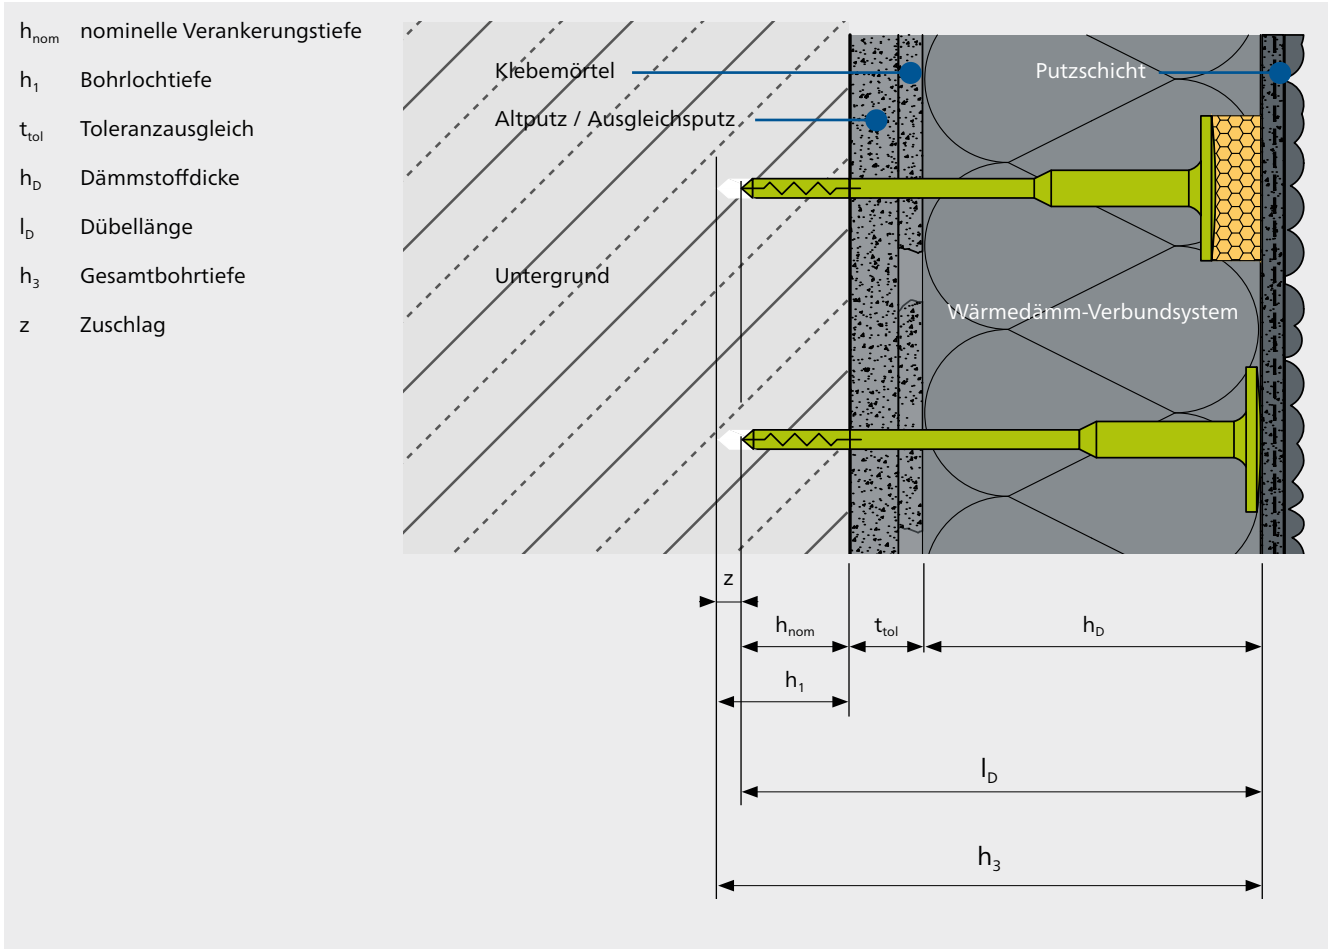 hnom nominelle Verankerungstiefe
h1 Bohrlochtiefe
ttol Toleranzausgleich
hD Dämmstoffdicke
lD Dübellänge
h3 Gesamtbohrtiefe
z Zuschlag
Klebemörtel
Putzschicht
Altputz / Ausgleichsputz
Untergrund
Wärmedämm-Verbundsystem
z
hnom
ttol
hD
h1
lD
h3